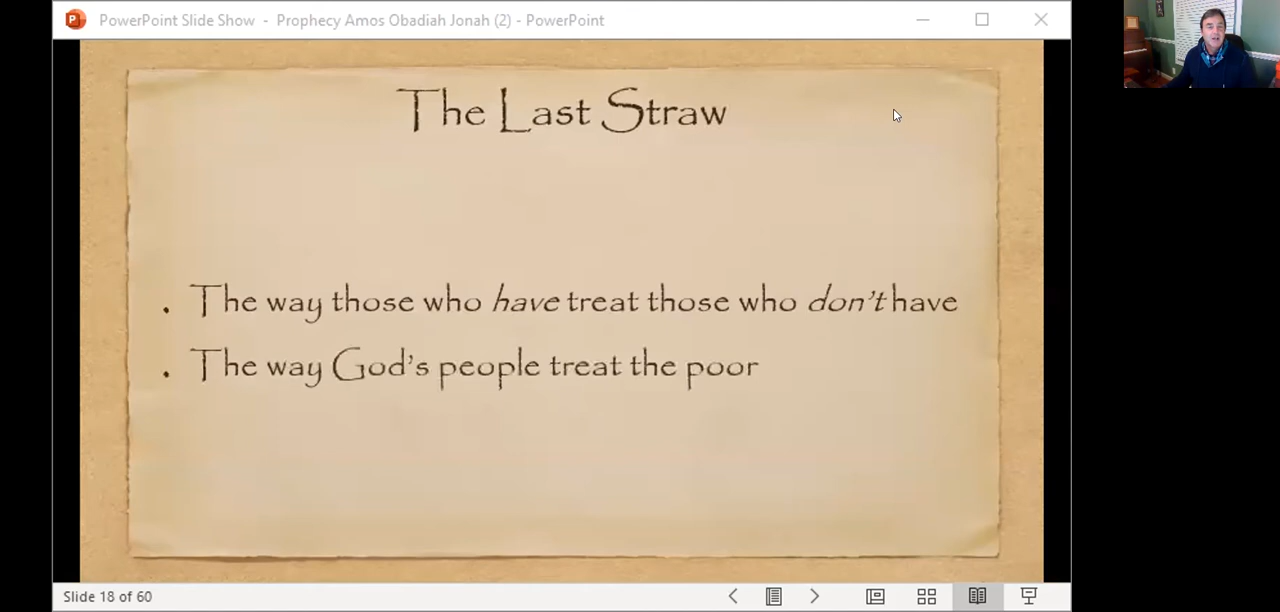 PowerPoint Slide Show - Prophecy Amos Obadiah Jonah (2) - PowerPoint
The Last Straw
. The way those who have treat those who don't have
. The way God's people treat the poor
Slide 18 of 60